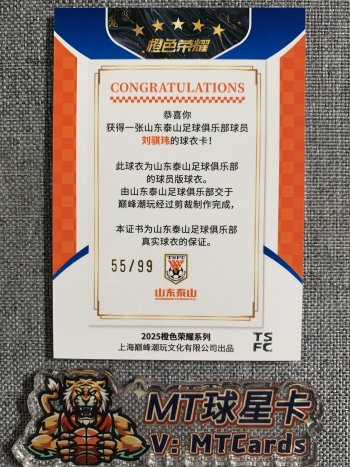 橙色荣耀
CONGRATULATIONS
恭喜你
获得一张山东泰山足球俱乐部球员
刘骐玮的球衣卡！
此球衣为山东泰山足球俱乐部
的球员版球衣。
由山东泰山足球俱乐部交于
巅峰潮玩经过剪裁制作完成，
本证书为山东泰山足球俱乐部
真实球衣的保证。
55/99
TSFC
山东泰山
2025橙色荣耀系列
上海巅峰潮玩文化有限公司出品
TS
FC
MT球星卡
V: MTCards